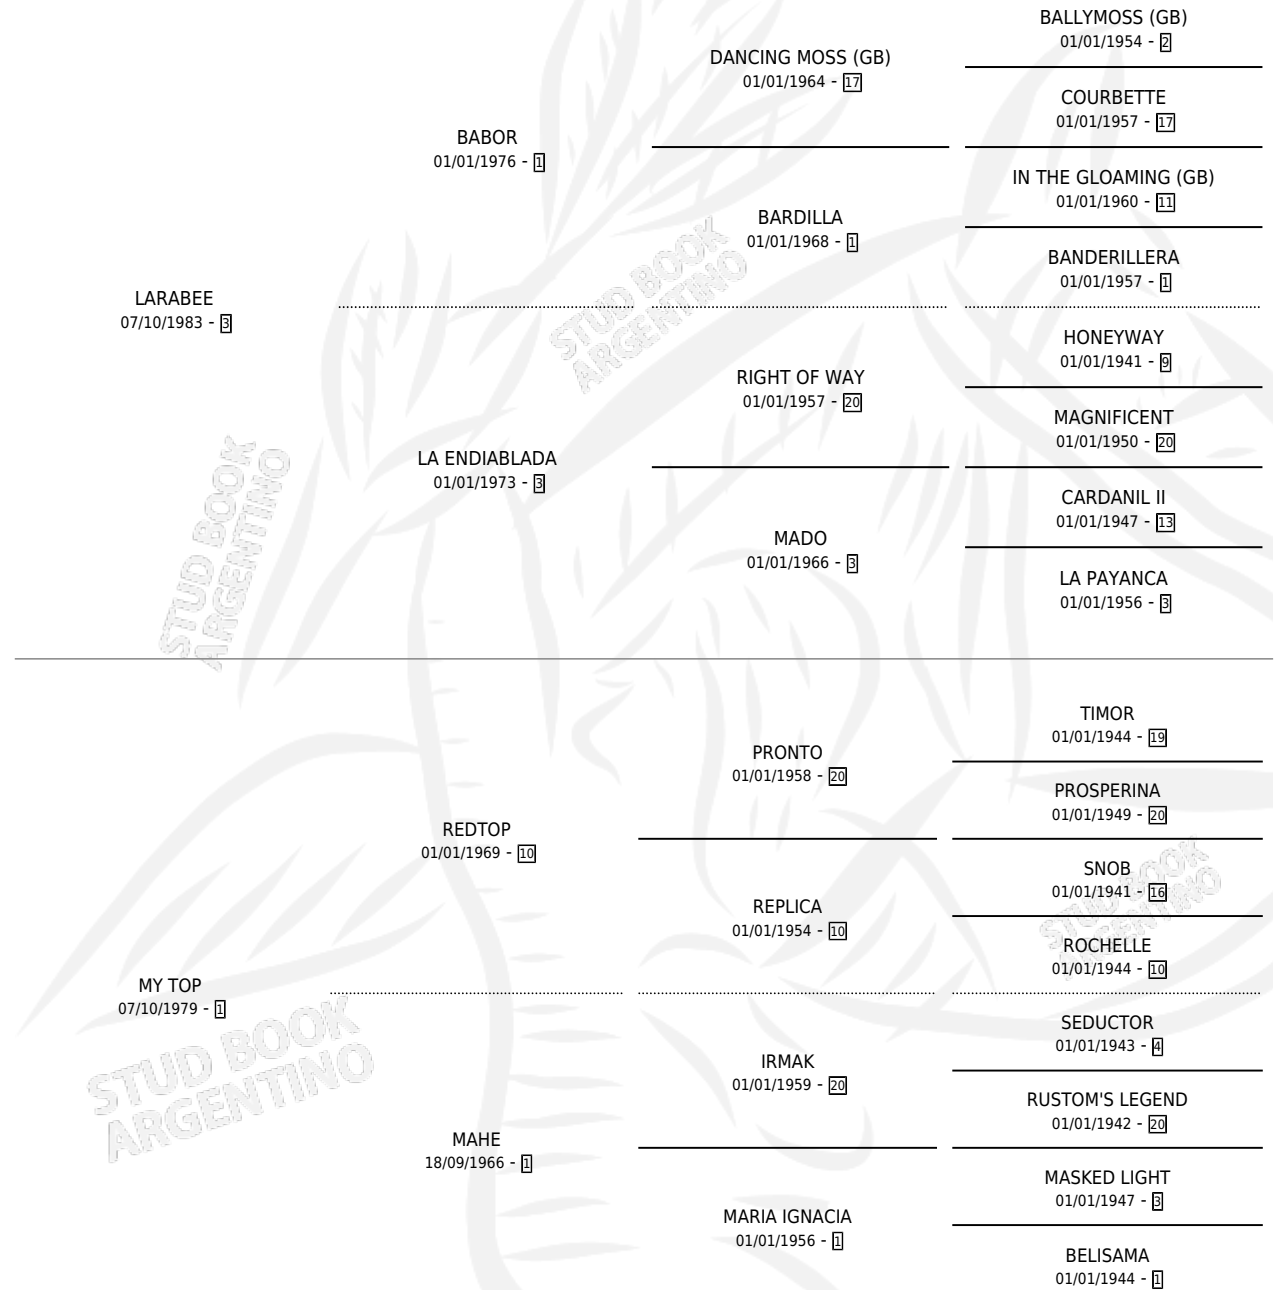 BALLYMOSS (GB)
01/01/1954 - 2
DANCING MOSS (GB)
01/01/1964 - 17
COURBETTE
01/01/1957 - 17
BABOR
01/01/1976 - 1
IN THE GLOAMING (GB)
01/01/1960 - 11
BARDILLA
01/01/1968 - 1
BANDERILLERA
01/01/1957 - 1
LARABEE
07/10/1983 - 3
HONEYWAY
01/01/1941 - 9
RIGHT OF WAY
01/01/1957 - 20
MAGNIFICENT
01/01/1950 - 20
LA ENDIABLADA
01/01/1973 - 3
CARDANIL II
01/01/1947 - 13
MADO
01/01/1966 - 3
LA PAYANCA
01/01/1956 - 3
STUD BOOK
ARGENTINO
STUD BOOK
ARGENTINO
TIMOR
01/01/1944 - 19
PRONTO
01/01/1958 - 20
PROSPERINA
01/01/1949 - 20
REDTOP
01/01/1969 - 10
SNOB
01/01/1941 - 16
REPLICA
01/01/1954 - 10
ROCHELLE
01/01/1944 - 10
MY TOP
07/10/1979 - 1
SEDUCTOR
01/01/1943 - 4
IRMAK
01/01/1959 - 20
RUSTOM'S LEGEND
01/01/1942 - 20
MAHE
18/09/1966 - 1
MASKED LIGHT
01/01/1947 - 3
MARIA IGNACIA
01/01/1956 - 1
BELISAMA
01/01/1944 - 1
STUD BOOK
ARGENTINO
STUD BOOK
ARGENTINO